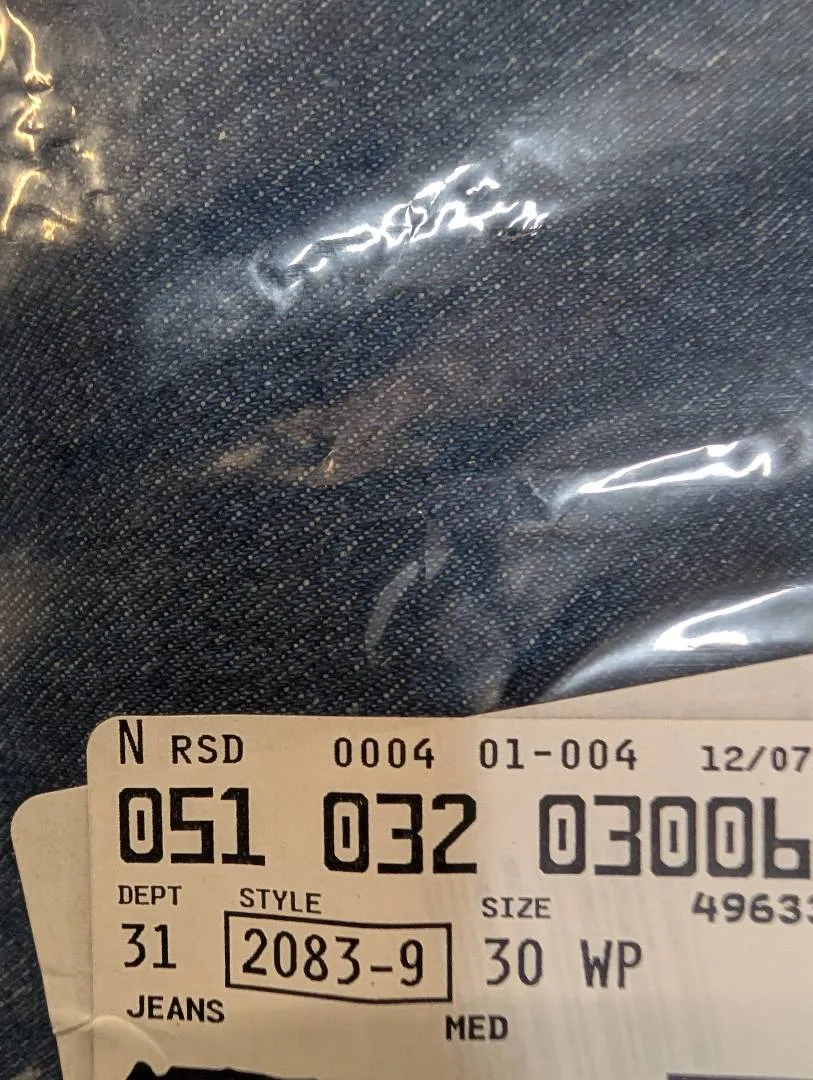 N RSD 0004 01-004 12/07
051 032 03006
DEPT STYLE SIZE 4963
31 2083-9 30 WP
JEANS MED